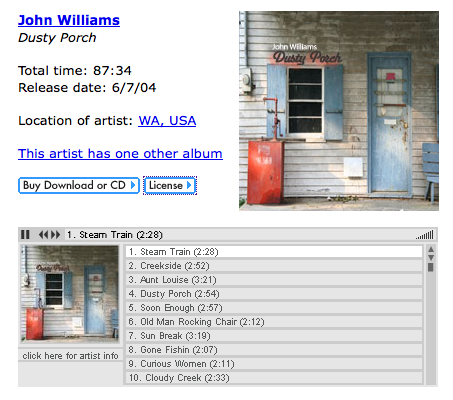 John Williams
Dusty Porch
Total time: 87:34
Release date: 6/7/04
Location of artist: WA, USA
This artist has one other album
Buy Download or CD
License
John Williams
Dusty Porch
1. Steam Train (2:28)
Dusty Porch
click here for artist info
1. Steam Train (2:28)
2. Creekside (2:52)
3. Aunt Louise (3:21)
4. Dusty Porch (2:54)
5. Soon Enough (2:57)
6. Old Man Rocking Chair (2:12)
7. Sun Break (3:19)
8. Gone Fishin (2:07)
9. Curious Women (2:11)
10. Cloudy Creek (2:33)